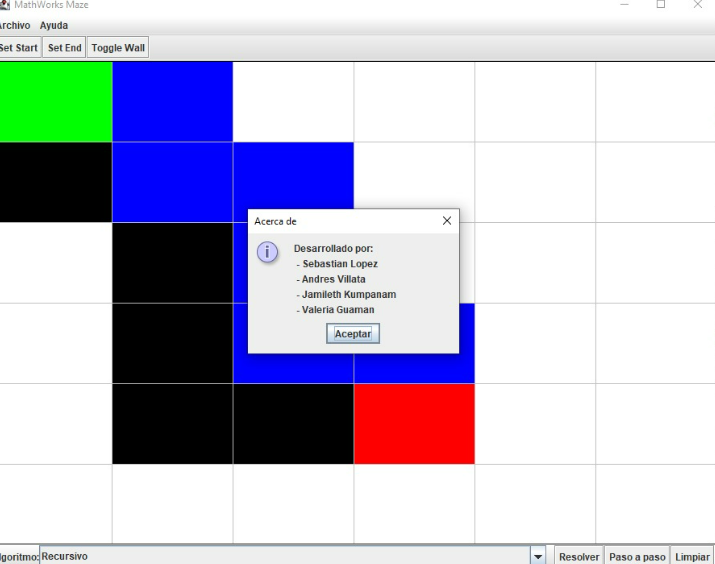 MathWorks Maze
Archivo Ayuda
Set Start Set End Toggle Wall
Acerca de
Desarrollado por:
- Sebastian Lopez
- Andres Villata
- Jamileth Kumpanam
- Valeria Guaman
Aceptar
lgoritmo: Recursivo Resolver Paso a paso Limpiar